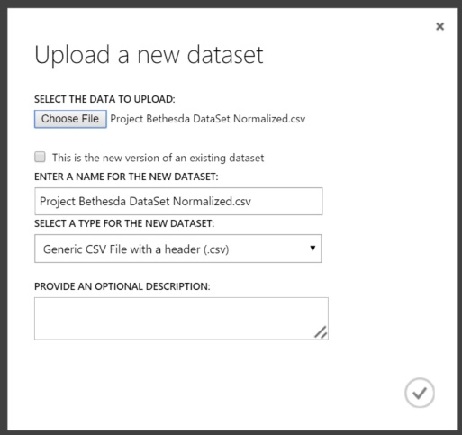 x
Upload a new dataset
SELECT THE DATA TO UPLOAD:
Choose File Project Bethesda DataSet Normalized.csv
This is the new version of an existing dataset
ENTER A NAME FOR THE NEW DATASET:
Project Bethesda DataSet Normalized.csv
SELECT A TYPE FOR THE NEW DATASET:
Generic CSV File with a header (.csv)
PROVIDE AN OPTIONAL DESCRIPTION: